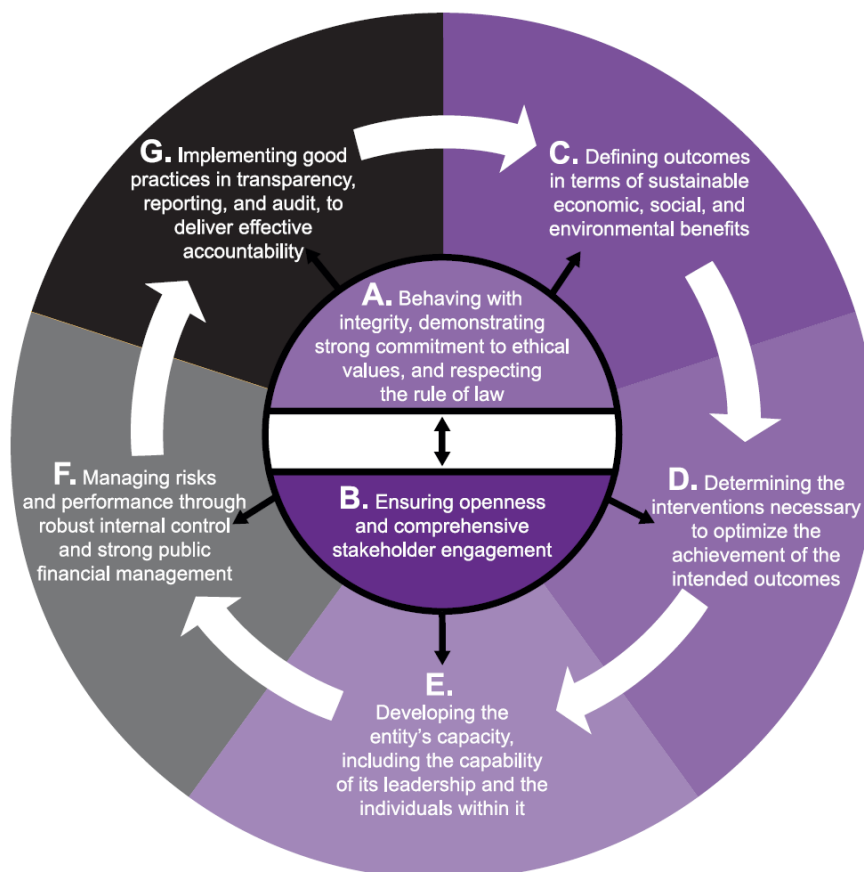 G. Implementing good
practices in transparency,
reporting, and audit, to
deliver effective
accountability
C. Defining outcomes
in terms of sustainable
economic, social, and
environmental benefits
A. Behaving with
integrity, demonstrating
strong commitment to ethical
values, and respecting
the rule of law
B. Ensuring openness
and comprehensive
stakeholder engagement
F. Managing risks
and performance through
robust internal control
and strong public
financial management
D. Determining the
interventions necessary
to optimize the
achievement of the
intended outcomes
E.
Developing the
entity's capacity,
including the capability
of its leadership and the
individuals within it